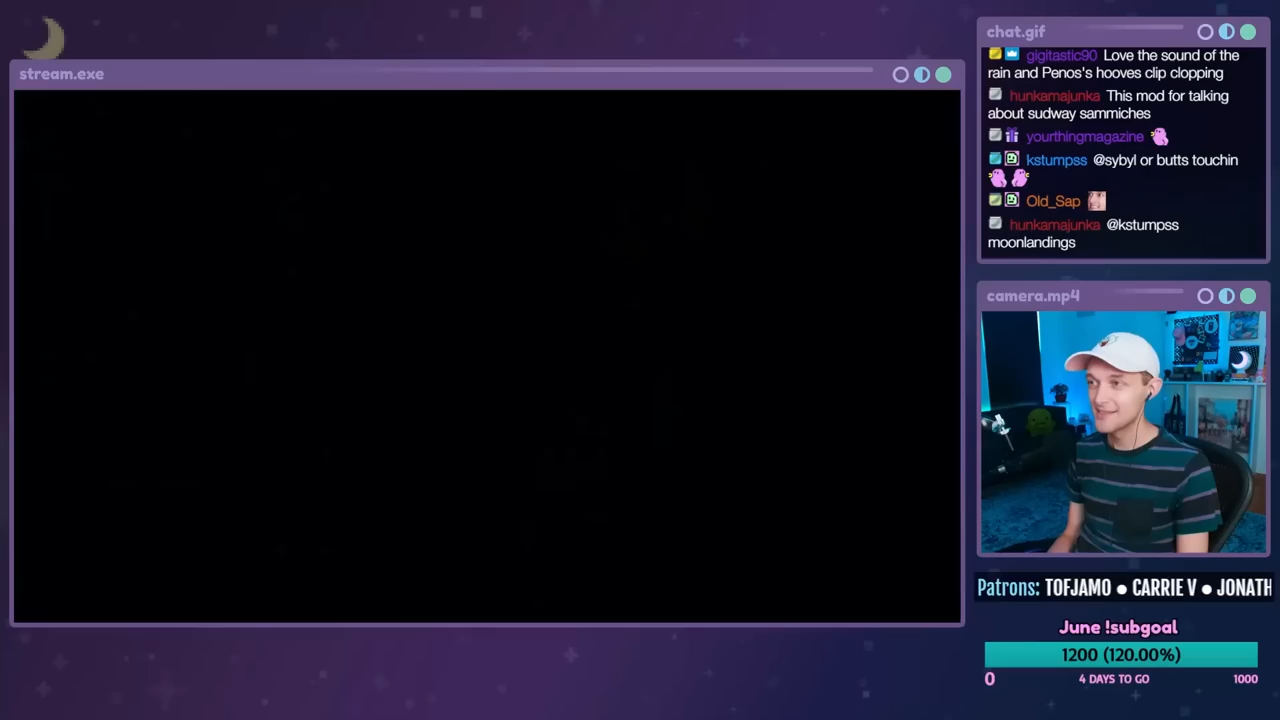 stream.exe
chat.gif
gigitastic90 Love the sound of the
rain and Penos's hooves clip clopping
hunkamajunka This mod for talking
about sudway sammiches
yourthingmagazine
kstumpss @sybyl or butts touchin
Old_Sap
hunkamajunka @kstumpss
moonlandings
camera.mp4
Patrons: TOFJAMO ● CARRIE V ● JONATH
June !subgoal
1200 (120.00%)
0 4 DAYS TO GO 1000